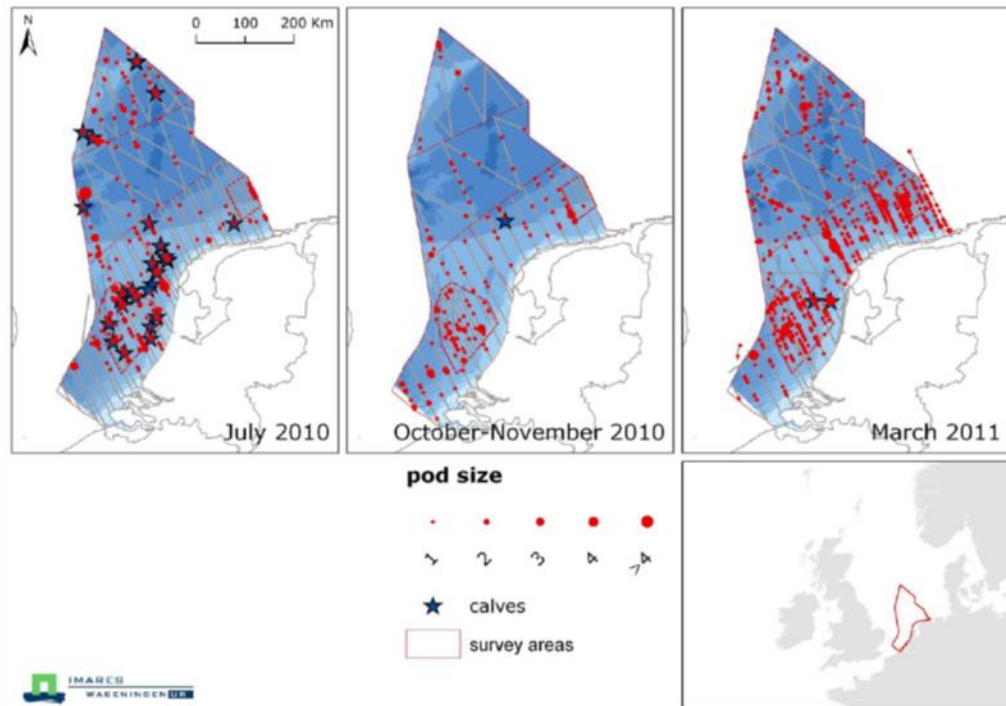 N
0 100 200 Km
July 2010
October-November 2010
March 2011
pod size
1 2 3 4 >4
calves
survey areas
IMARES
WAGENINGEN UR